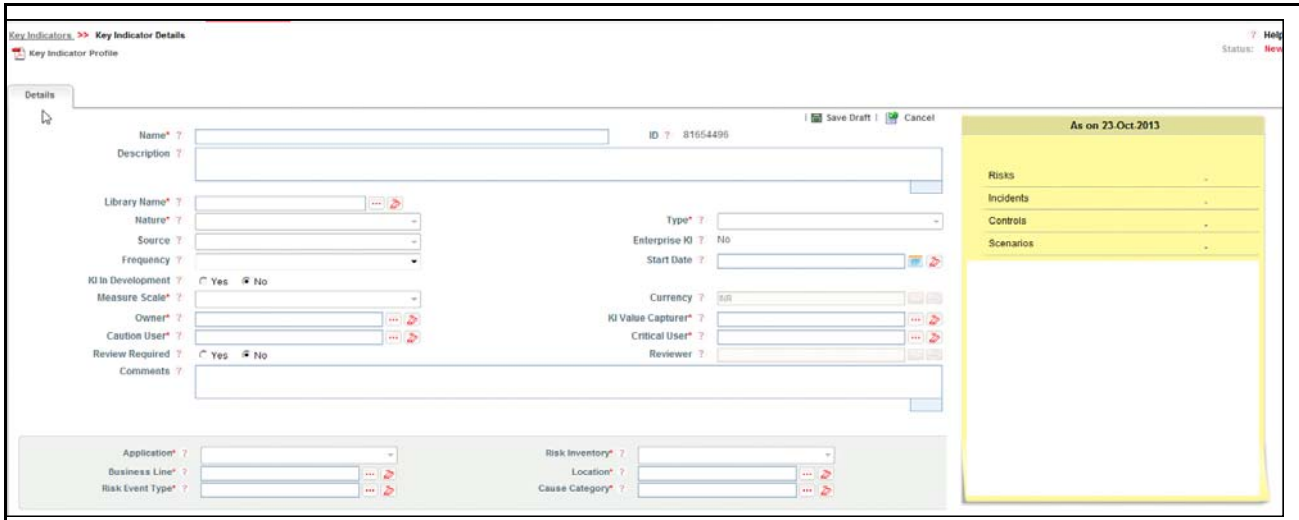 Key Indicators >> Key Indicator Details
? Help
Key Indicator Profile
Status: New
Details
| Save Draft | Cancel
Name* ? ID ? 81654496
Description ?
Library Name* ?
Nature* ? Type* ?
Source ? Enterprise KI ? No
Frequency ? Start Date ?
KI In Development ? Yes No
Measure Scale* ? Currency ? INR
Owner* ? KI Value Capturer* ?
Caution User* ? Critical User* ?
Review Required ? Yes No Reviewer ?
Comments ?
Application* ? Risk Inventory* ?
Business Line* ? Location* ?
Risk Event Type* ? Cause Category* ?
As on 23-Oct-2013
Risks -
Incidents -
Controls -
Scenarios -